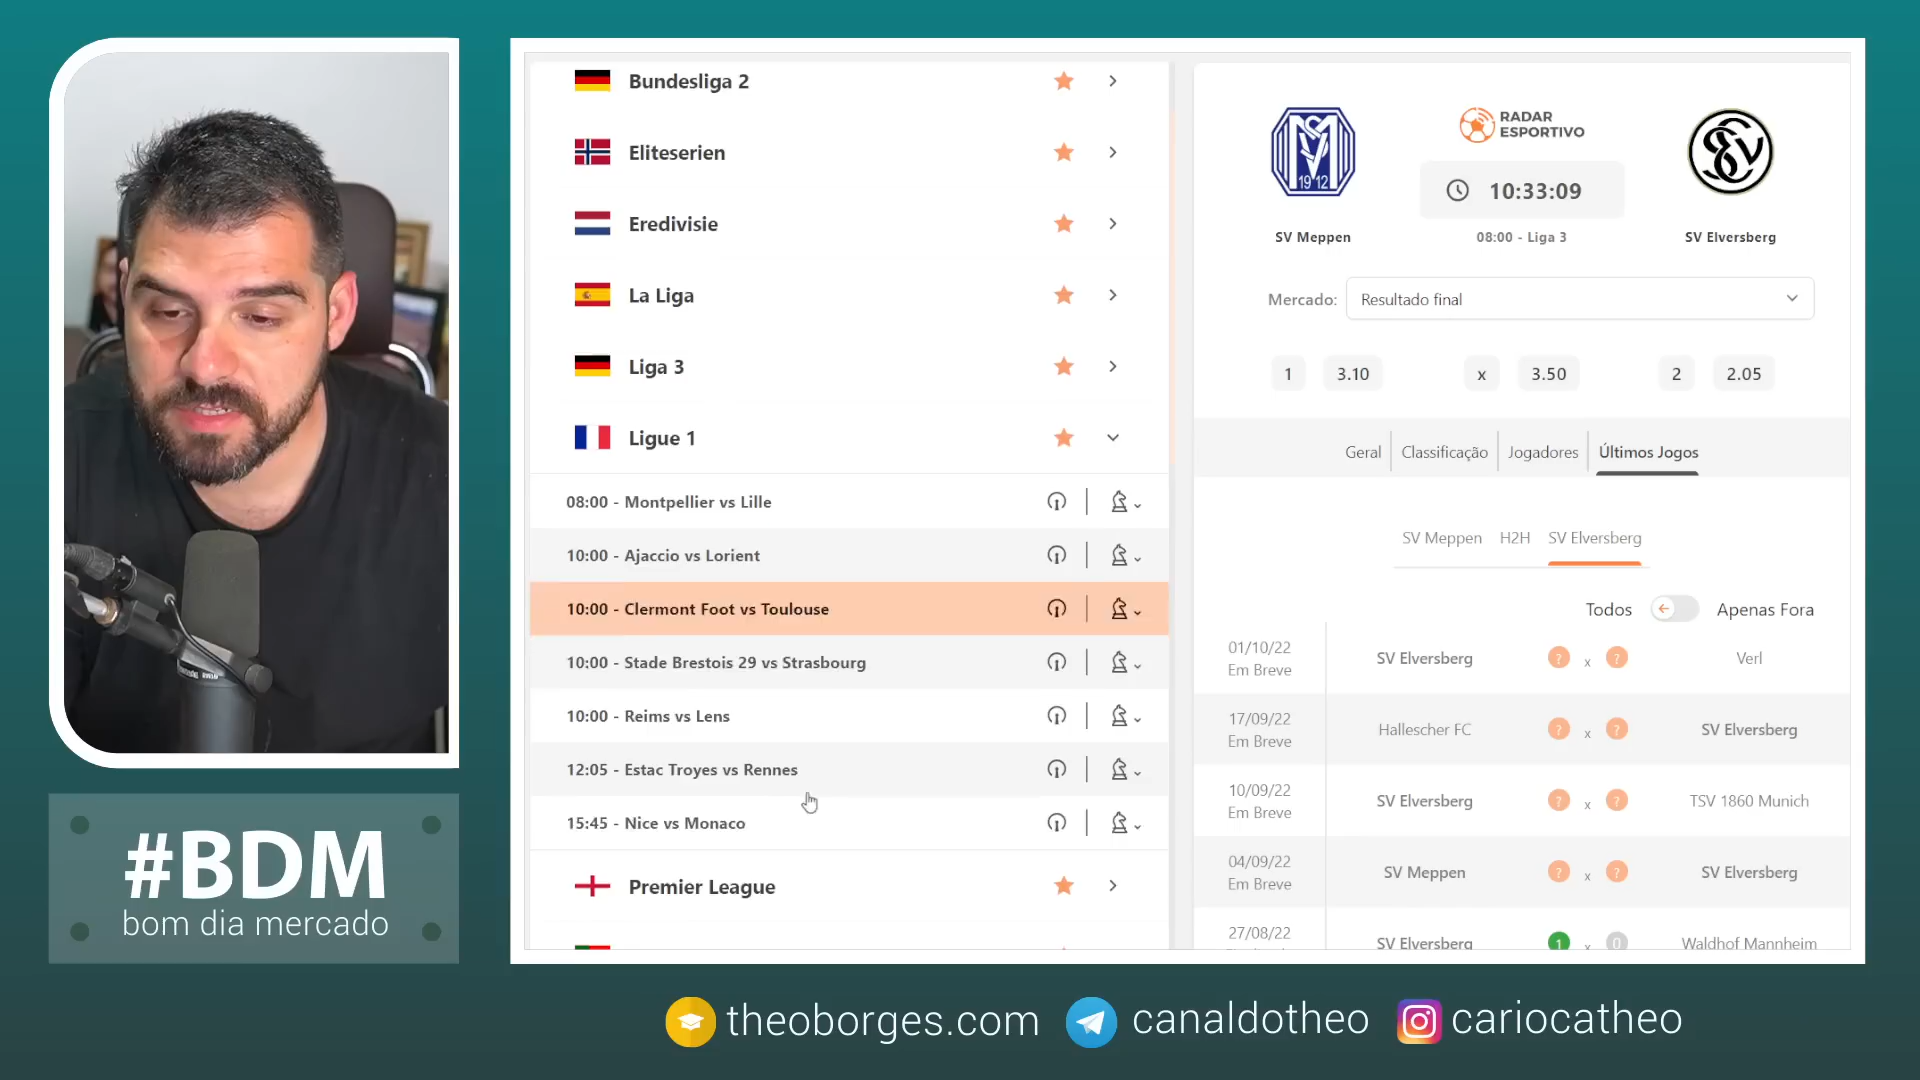 Bundesliga 2
Eliteserien
Eredivisie
La Liga
Liga 3
Ligue 1
08:00 - Montpellier vs Lille
10:00 - Ajaccio vs Lorient
10:00 - Clermont Foot vs Toulouse
10:00 - Stade Brestois 29 vs Strasbourg
10:00 - Reims vs Lens
12:05 - Estac Troyes vs Rennes
15:45 - Nice vs Monaco
Premier League
SV
M
19 12
RADAR
ESPORTIVO
10:33:09
SV Meppen
08:00 - Liga 3
SV Elversberg
Mercado: Resultado final
1 3.10 x 3.50 2 2.05
Geral Classificação Jogadores Últimos Jogos
SV Meppen H2H SV Elversberg
Todos Apenas Fora
01/10/22
Em Breve
SV Elversberg ? x ? Verl
17/09/22
Em Breve
Hallescher FC ? x ? SV Elversberg
10/09/22
Em Breve
SV Elversberg ? x ? TSV 1860 Munich
04/09/22
Em Breve
SV Meppen ? x ? SV Elversberg
27/08/22
SV Elversberg 1 x 0 Waldhof Mannheim
#BDM
bom dia mercado
theoborges.com canaldotheo cariocatheo